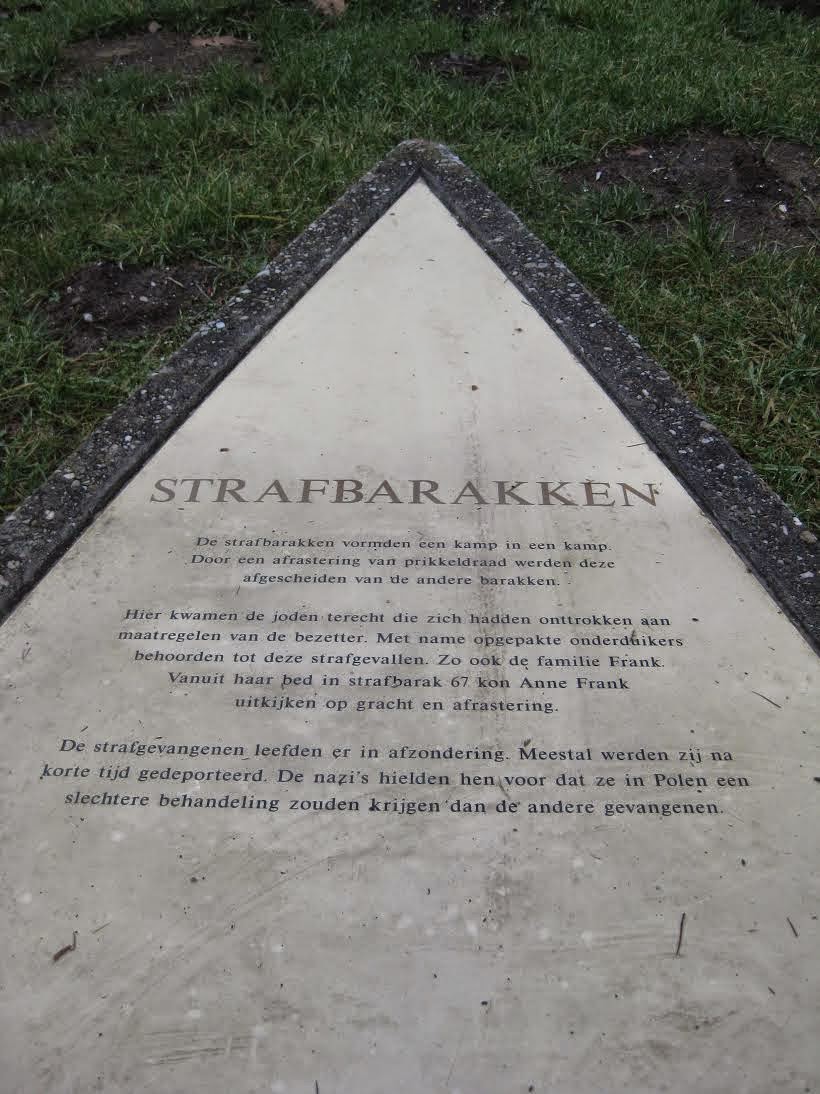 STRAFBARAKKEN
De strafbarakken vormden een kamp in een kamp.
Door een afrastering van prikkeldraad werden deze
afgescheiden van de andere barakken.
Hier kwamen de joden terecht die zich hadden onttrokken aan
maatregelen van de bezetter. Met name opgepakte onderduikers
behoorden tot deze strafgevallen. Zo ook de familie Frank.
Vanuit haar bed in strafbarak 67 kon Anne Frank
uitkijken op gracht en afrastering.
De strafgevangenen leefden er in afzondering. Meestal werden zij na
korte tijd gedeporteerd. De nazi's hielden hen voor dat ze in Polen een
slechtere behandeling zouden krijgen dan de andere gevangenen.